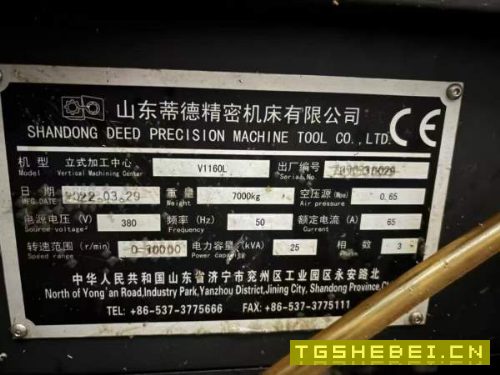 山东蒂德精密机床有限公司
SHANDONG DEED PRECISION MACHINE TOOL CO.,LTD.
CE
机型 立式加工中心 V1160L 出厂编号
Model Vertical Machining Center Serial No.
日期 2022.03.29 重量 7000kg 空压源(Mpa) 0.65
MFG.DATE Weight Air pressure
电源电压(V) 380 频率(Hz) 50 额定电流(A) 65
Source voltage Frequency Current
转速范围(r/min) 0-10000 电力容量(kVA) 25 相数 3
Speed range Power capacity
中华人民共和国山东省济宁市兖州区工业园区永安路北
North of Yong'an Road,Industry Park,Yanzhou District,Jining City, Shandong Province,
TEL: +86-537-3775666 FAX: +86-537-3775111
TGSHEBEI.CN